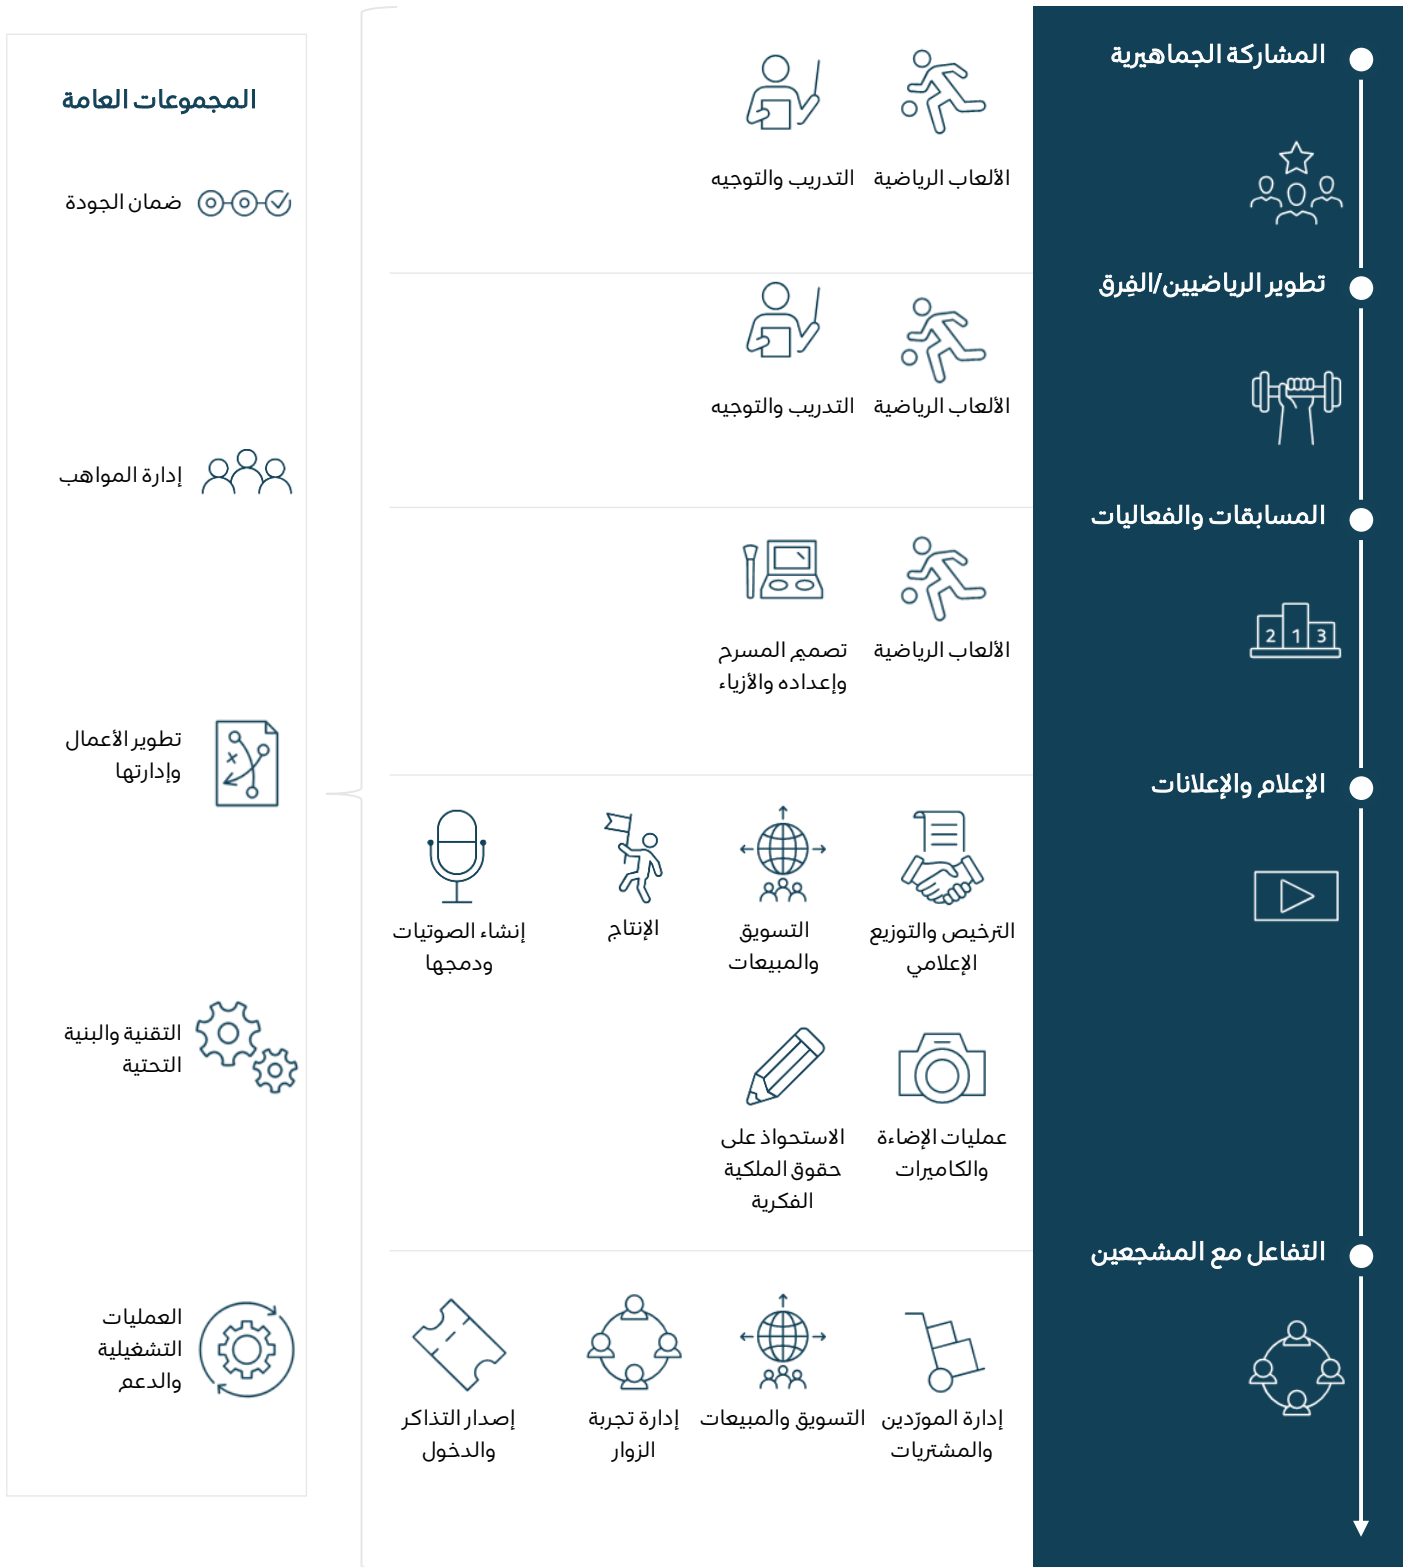 المشاركة الجماهيرية
الألعاب الرياضية
التدريب والتوجيه
تطوير الرياضيين/الفِرق
الألعاب الرياضية
التدريب والتوجيه
المسابقات والفعاليات
2 1 3
الألعاب الرياضية
تصميم المسرح
وإعداده والأزياء
الإعلام والإعلانات
الترخيص والتوزيع
الإعلامي
التسويق
والمبيعات
الإنتاج
إنشاء الصوتيات
ودمجها
عمليات الإضاءة
والكاميرات
الاستحواذ على
حقوق الملكية
الفكرية
التفاعل مع المشجعين
إدارة المورّدين
والمشتريات
التسويق والمبيعات
إدارة تجربة
الزوار
إصدار التذاكر
والدخول
المجموعات العامة
ضمان الجودة
إدارة المواهب
تطوير الأعمال
وإدارتها
التقنية والبنية
التحتية
العمليات
التشغيلية
والدعم